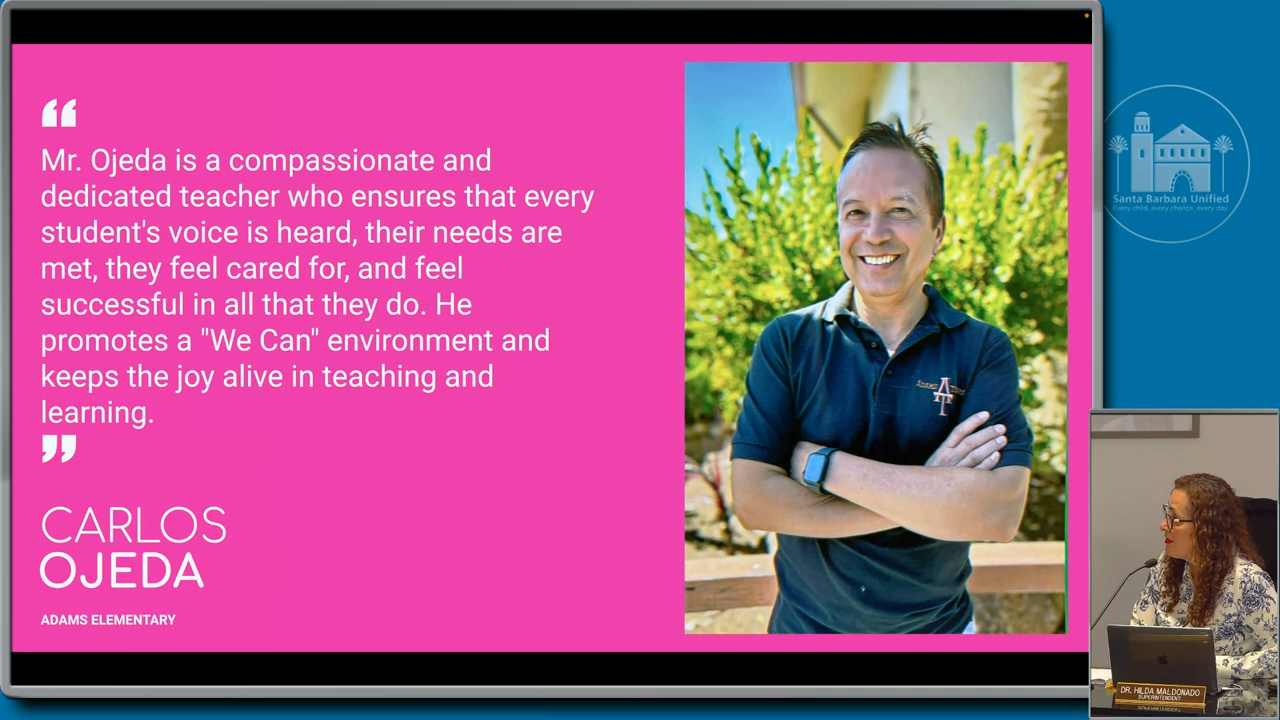 “
Mr. Ojeda is a compassionate and
dedicated teacher who ensures that every
student's voice is heard, their needs are
met, they feel cared for, and feel
successful in all that they do. He
promotes a "We Can" environment and
keeps the joy alive in teaching and
learning.
”
CARLOS
OJEDA
ADAMS ELEMENTARY
Santa Barbara Unified
Every child, every chance, every day.
DR. HILDA MALDONADO
SUPERINTENDENT